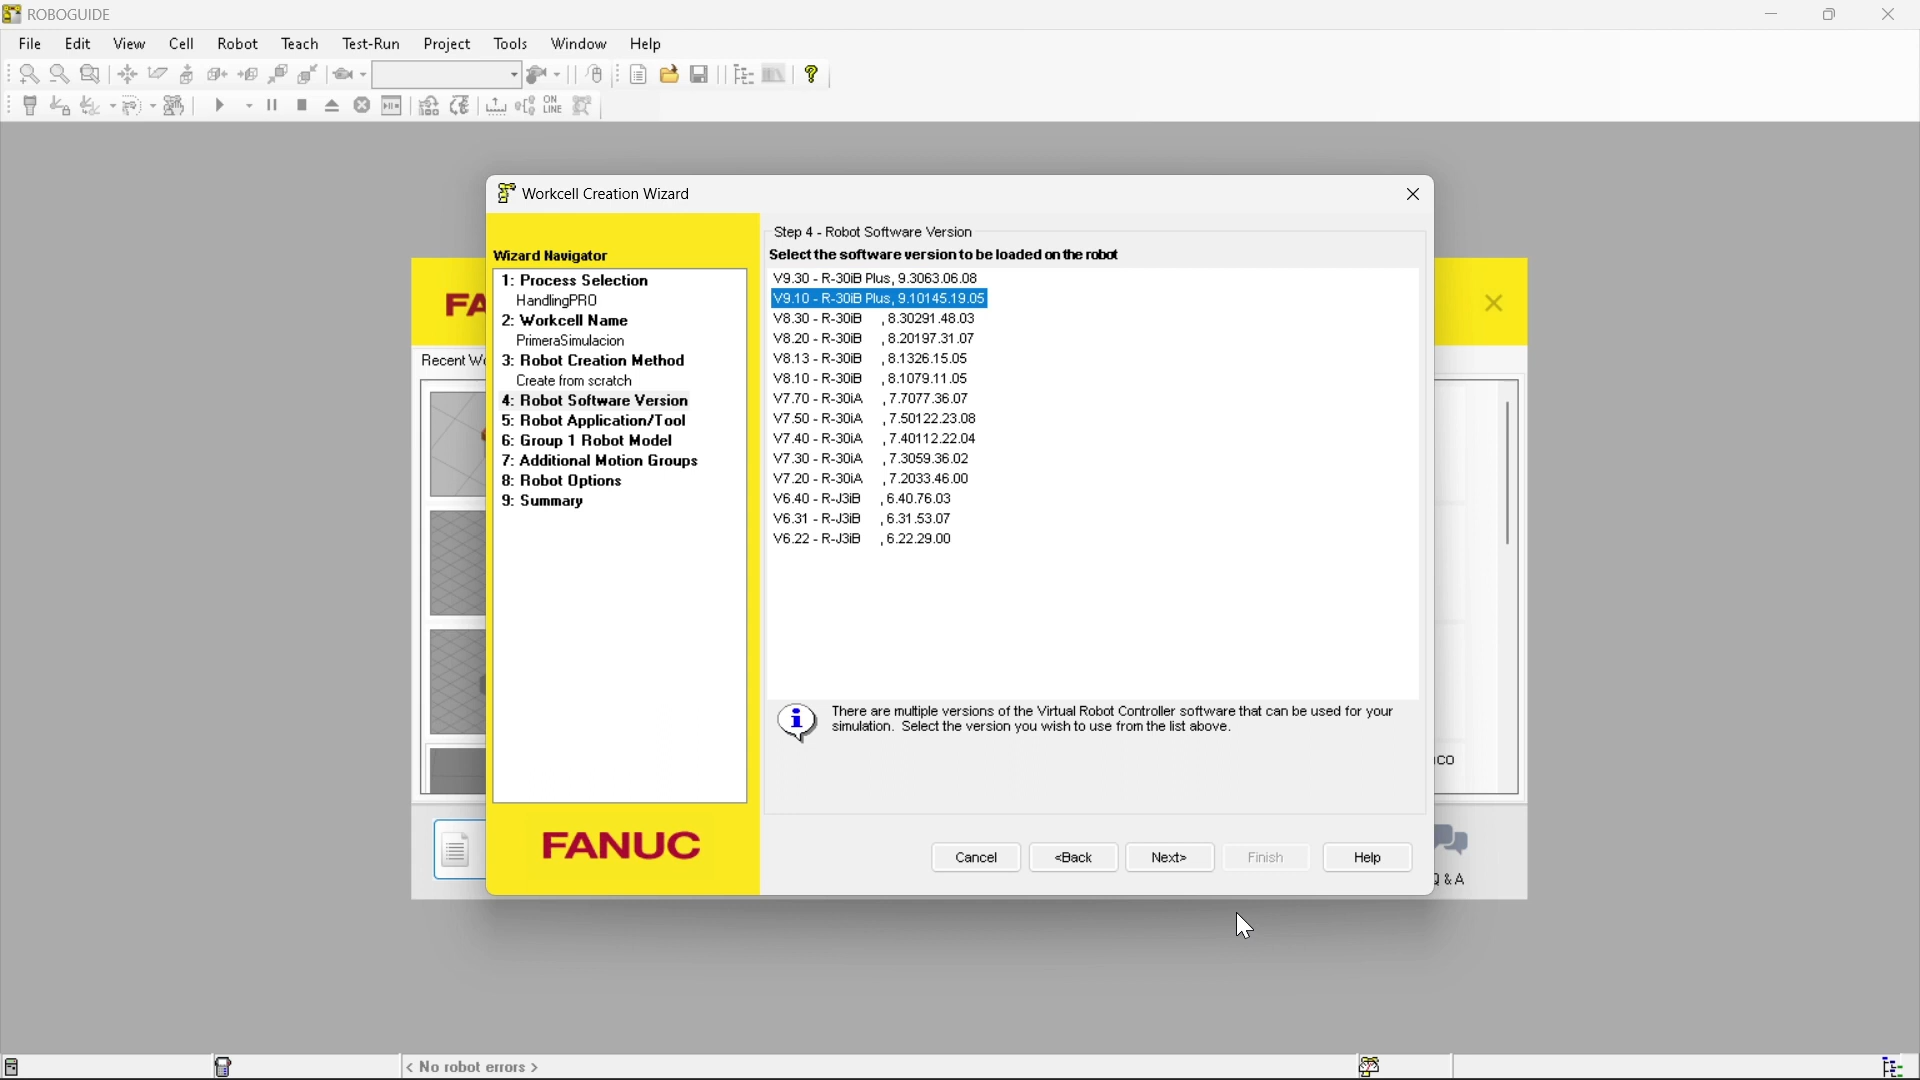 ROBOGUIDE
File Edit View Cell Robot Teach Test-Run Project Tools Window Help
ON
LINE
Workcell Creation Wizard
Wizard Navigator
1: Process Selection
HandlingPRO
2: Workcell Name
PrimeraSimulacion
3: Robot Creation Method
Create from scratch
4: Robot Software Version
5: Robot Application/Tool
6: Group 1 Robot Model
7: Additional Motion Groups
8: Robot Options
9: Summary
FANUC
Step 4 - Robot Software Version
Select the software version to be loaded on the robot
V9.30 - R-30iB Plus, 9.3063.06.08
V9.10 - R-30iB Plus, 9.10145.19.05
V8.30 - R-30iB , 8.30291.48.03
V8.20 - R-30iB , 8.20197.31.07
V8.13 - R-30iB , 8.1326.15.05
V8.10 - R-30iB , 8.1079.11.05
V7.70 - R-30iA , 7.7077.36.07
V7.50 - R-30iA , 7.50122.23.08
V7.40 - R-30iA , 7.40112.22.04
V7.30 - R-30iA , 7.3059.36.02
V7.20 - R-30iA , 7.2033.46.00
V6.40 - R-J3iB , 6.40.76.03
V6.31 - R-J3iB , 6.31.53.07
V6.22 - R-J3iB , 6.22.29.00
There are multiple versions of the Virtual Robot Controller software that can be used for your
simulation. Select the version you wish to use from the list above.
Cancel <Back Next> Finish Help
FA
Recent
co
& A
< No robot errors >